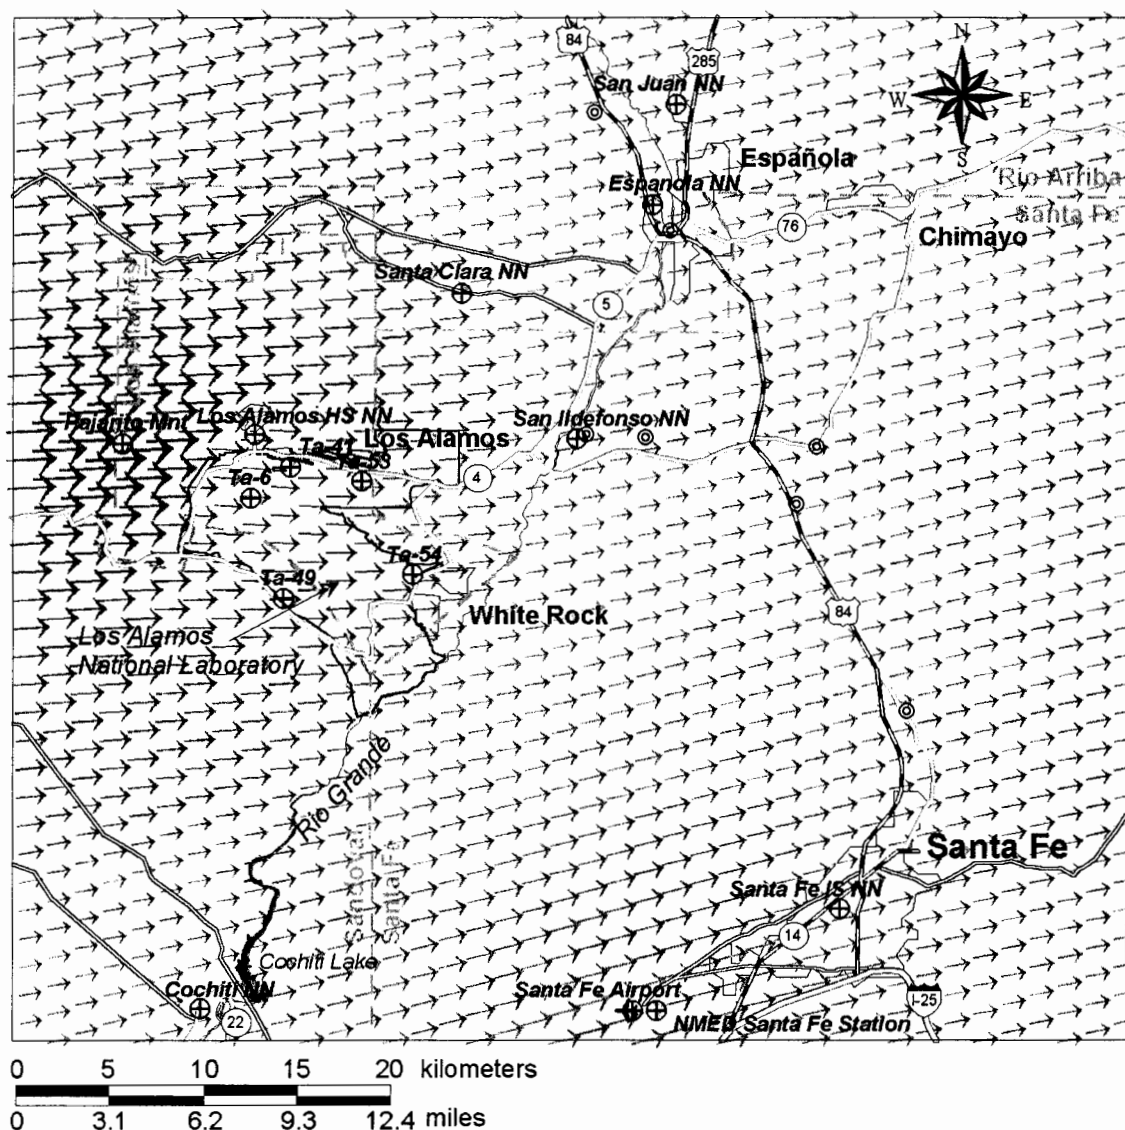 84
285
N
San Juan NN
W
E
S
Española
Espanola NN
Rio Arriba
Santa Fe
76
Chimayo
Santa Clara NN
5
Pajarito Mnt
Los Alamos HS NN
San Ildefonso NN
Ta-41
Los Alamos
Ta-53
Ta-6
4
Ta-54
Ta-49
White Rock
84
Los Alamos
National Laboratory
Rio Grande
Sandoval
Santa Fe
Santa Fe
Santa Fe IS NN
14
Cochiti Lake
Cochiti NN
Santa Fe Airport
I-25
22
NMED Santa Fe Station
0 5 10 15 20 kilometers
0 3.1 6.2 9.3 12.4 miles